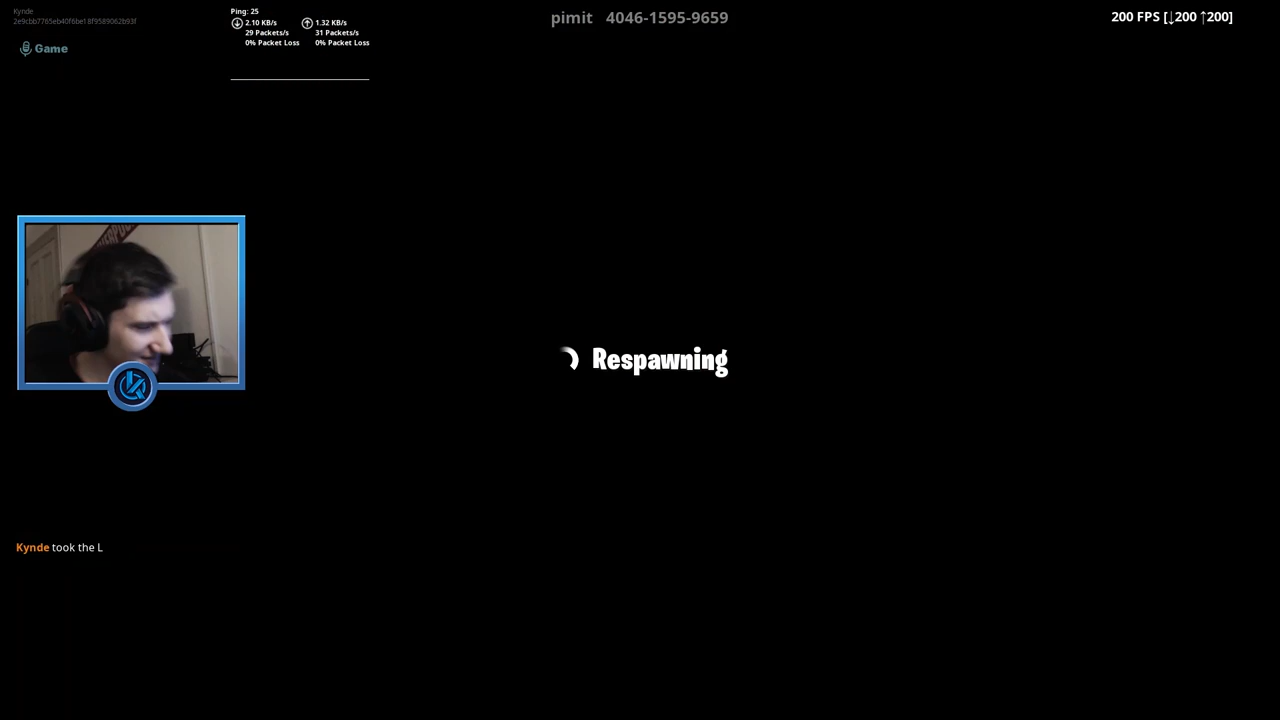 Kynde
2e9cbb7765eb40f6be18f9589062b93f
Game
Ping: 25
2.10 KB/s 1.32 KB/s
29 Packets/s 31 Packets/s
0% Packet Loss 0% Packet Loss
pimit 4046-1595-9659
200 FPS [↓200 ↑200]
Respawning
Kynde took the L